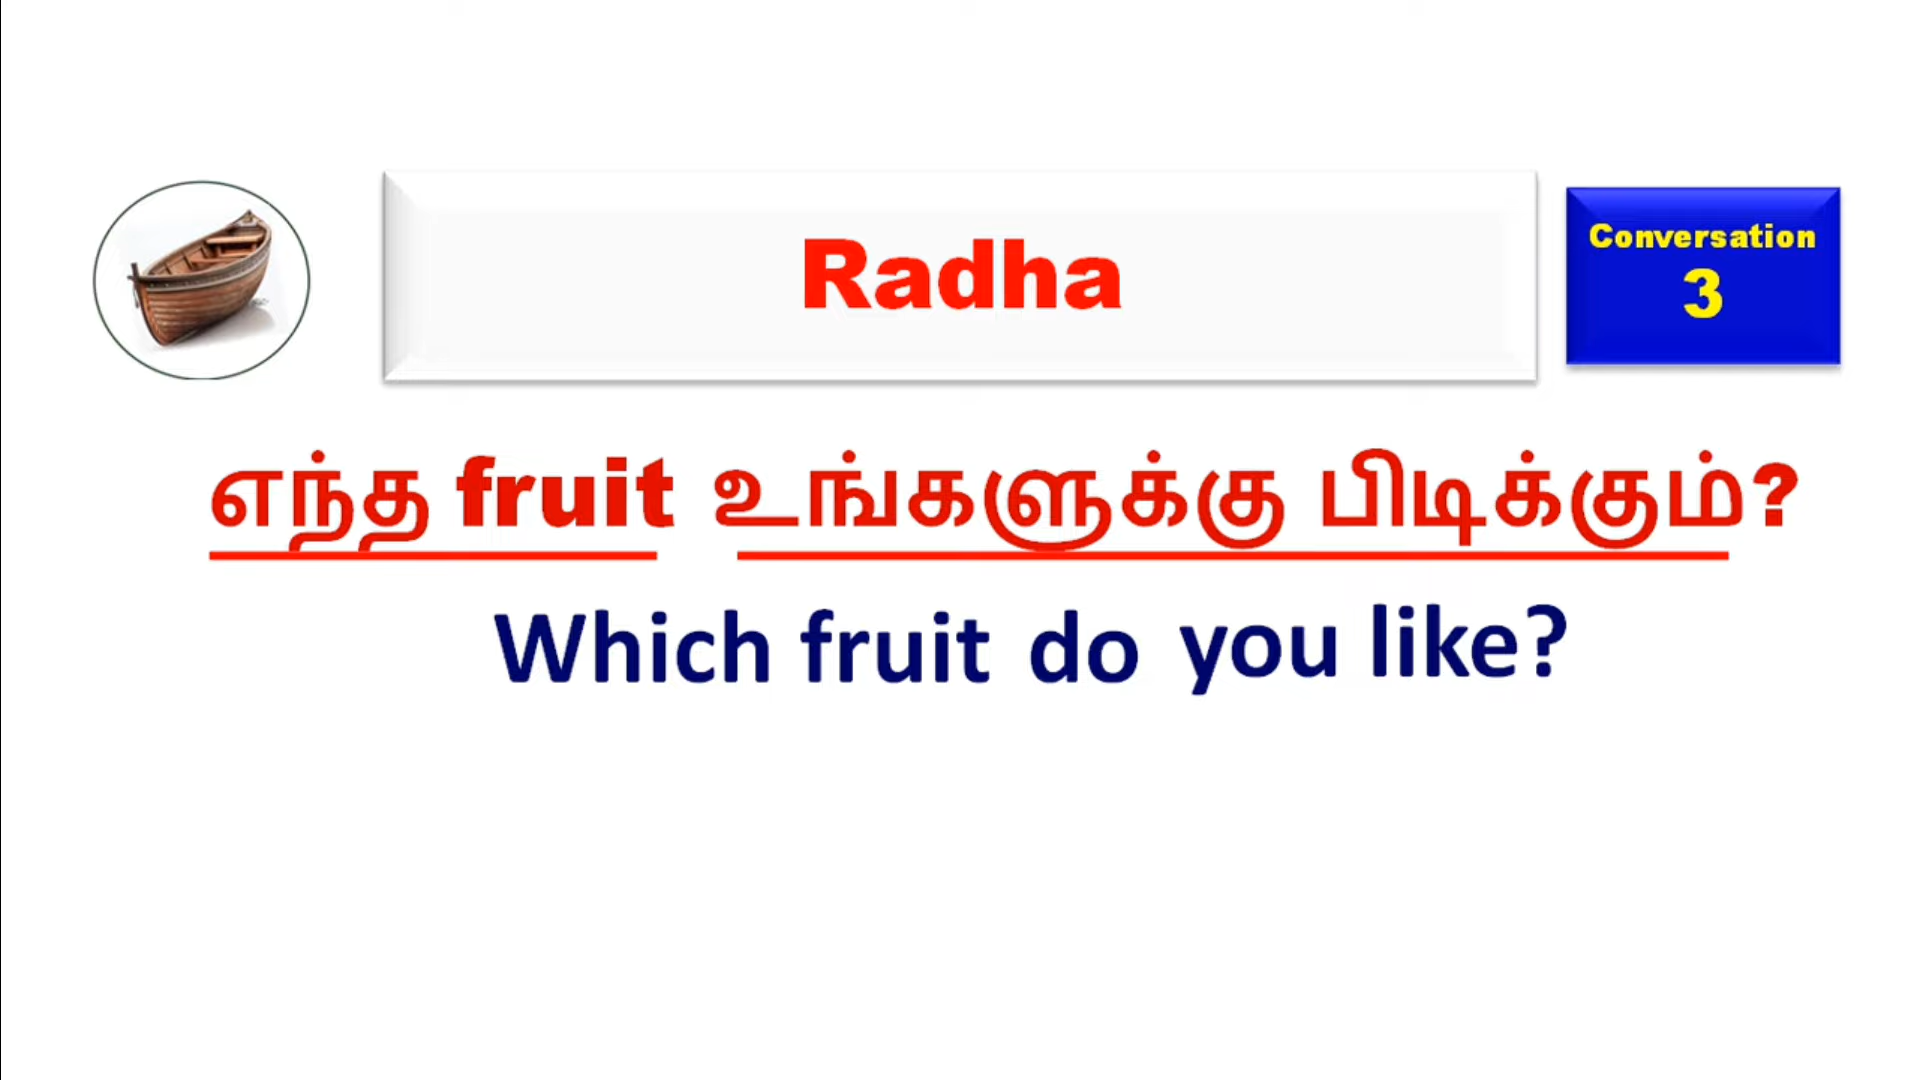 Radha
Conversation
3
எந்த fruit உங்களுக்கு பிடிக்கும்?
Which fruit do you like?